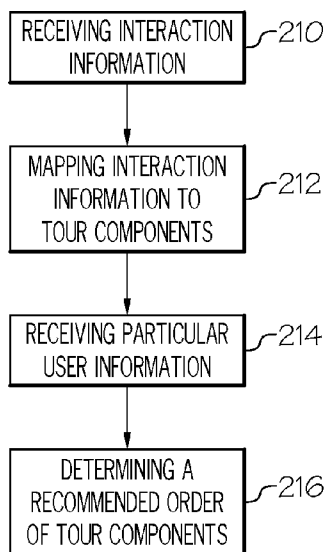 RECEIVING INTERACTION
INFORMATION
210
MAPPING INTERACTION
INFORMATION TO
TOUR COMPONENTS
212
RECEIVING PARTICULAR
USER INFORMATION
214
DETERMINING A
RECOMMENDED ORDER
OF TOUR COMPONENTS
216